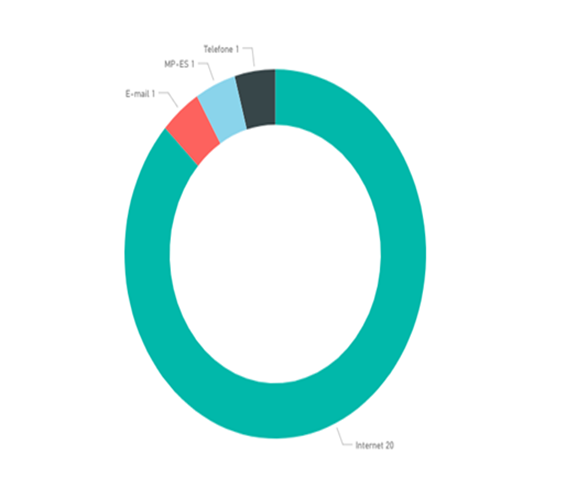 Telefone 1
MP-ES 1
E-mail 1
Internet 20